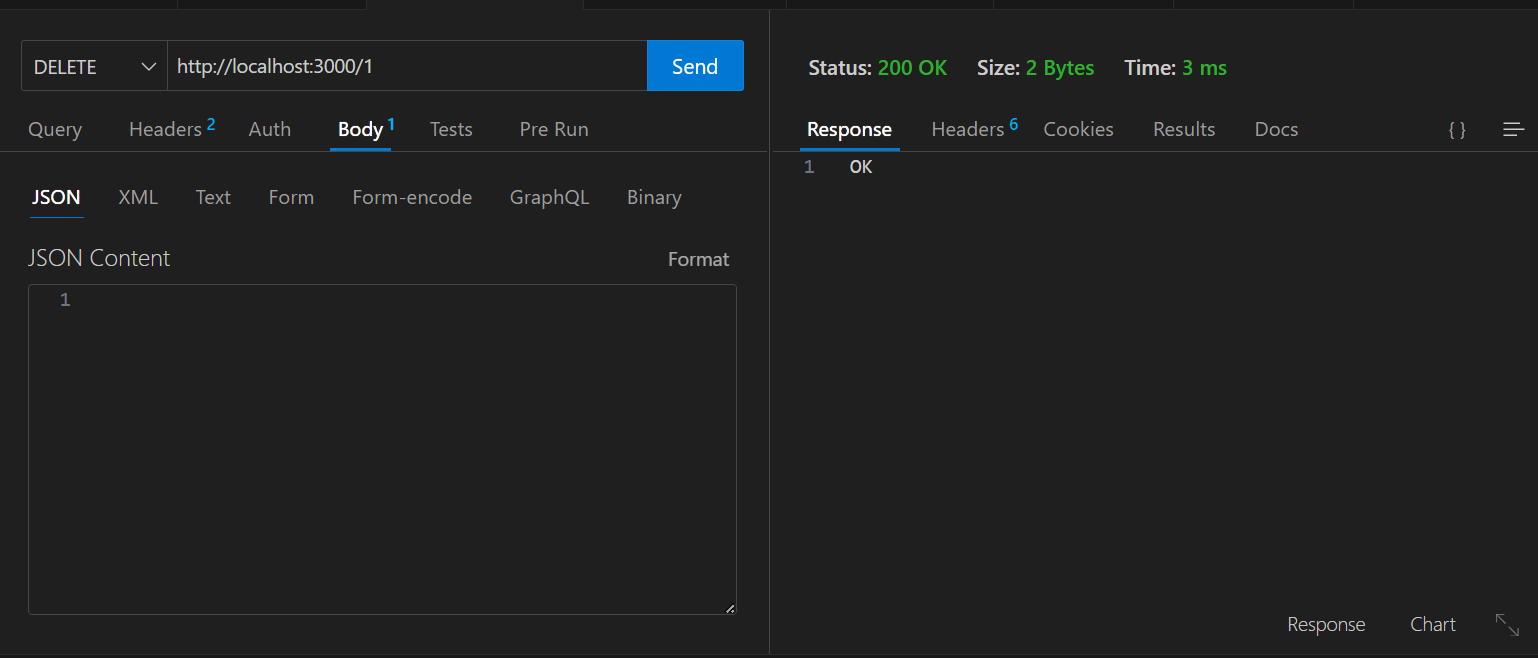 DELETE http://localhost:3000/1 Send
Query Headers 2 Auth Body 1 Tests Pre Run
JSON XML Text Form Form-encode GraphQL Binary
JSON Content Format
1
Status: 200 OK Size: 2 Bytes Time: 3 ms
Response Headers 6 Cookies Results Docs { }
1 OK
Response Chart